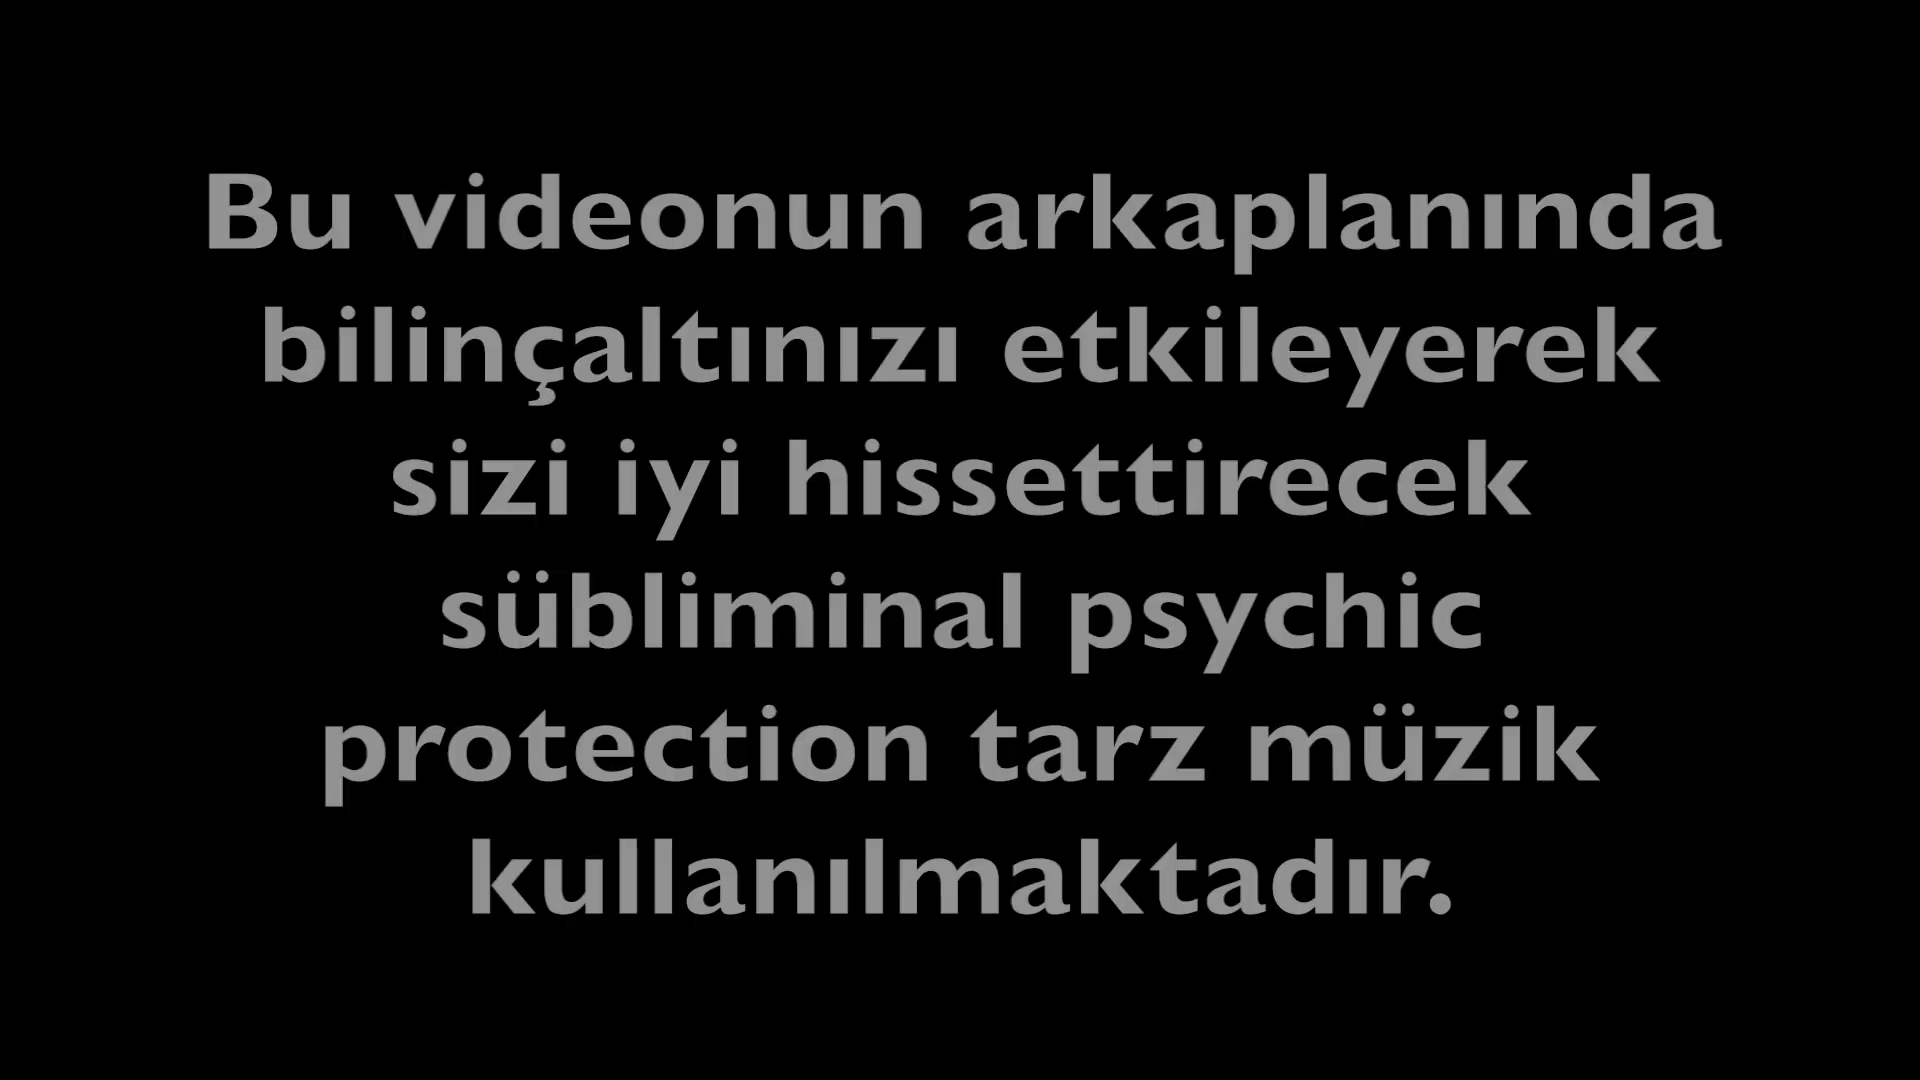 Bu videonun arkaplanında
bilinçaltınızı etkileyerek
sizi iyi hissettirecek
sübliminal psychic
protection tarz müzik
kullanılmaktadır.